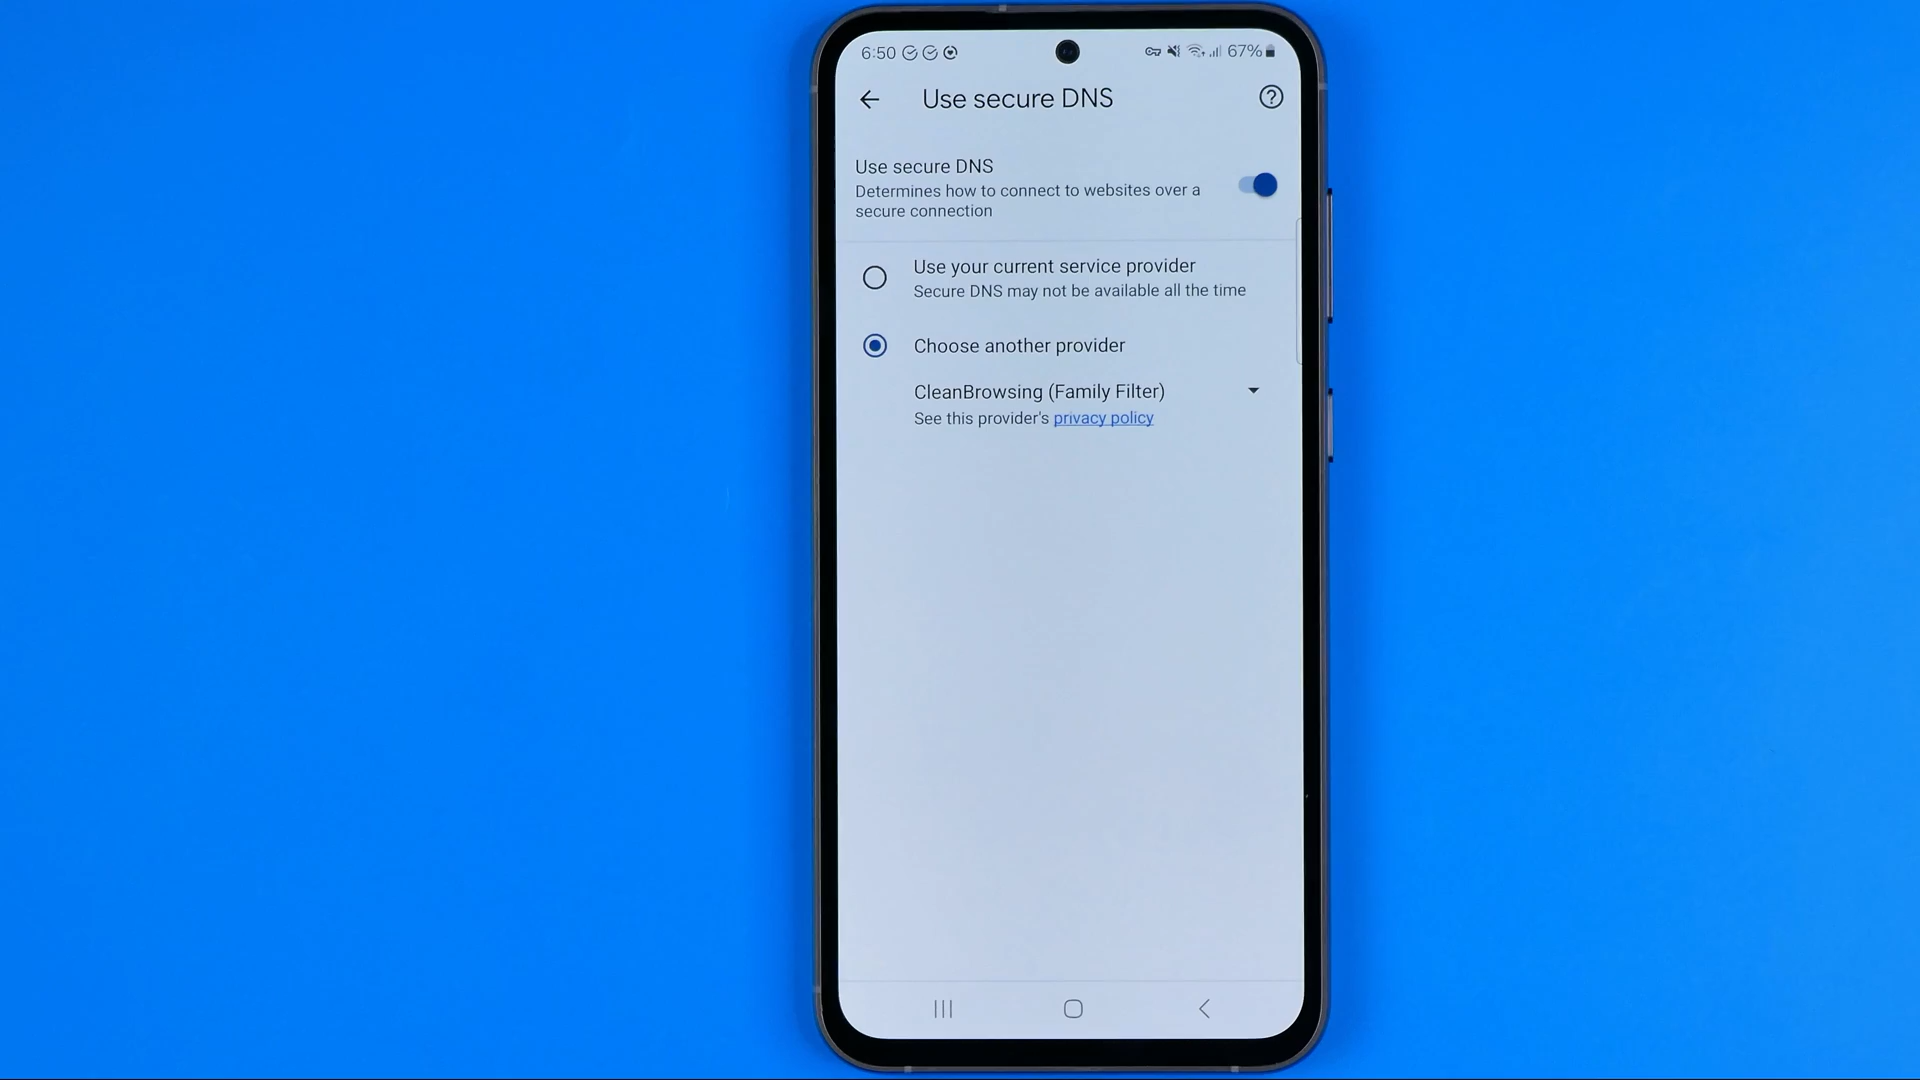 6:50 67%
Use secure DNS
Use secure DNS
Determines how to connect to websites over a
secure connection
Use your current service provider
Secure DNS may not be available all the time
Choose another provider
CleanBrowsing (Family Filter)
See this provider's privacy policy